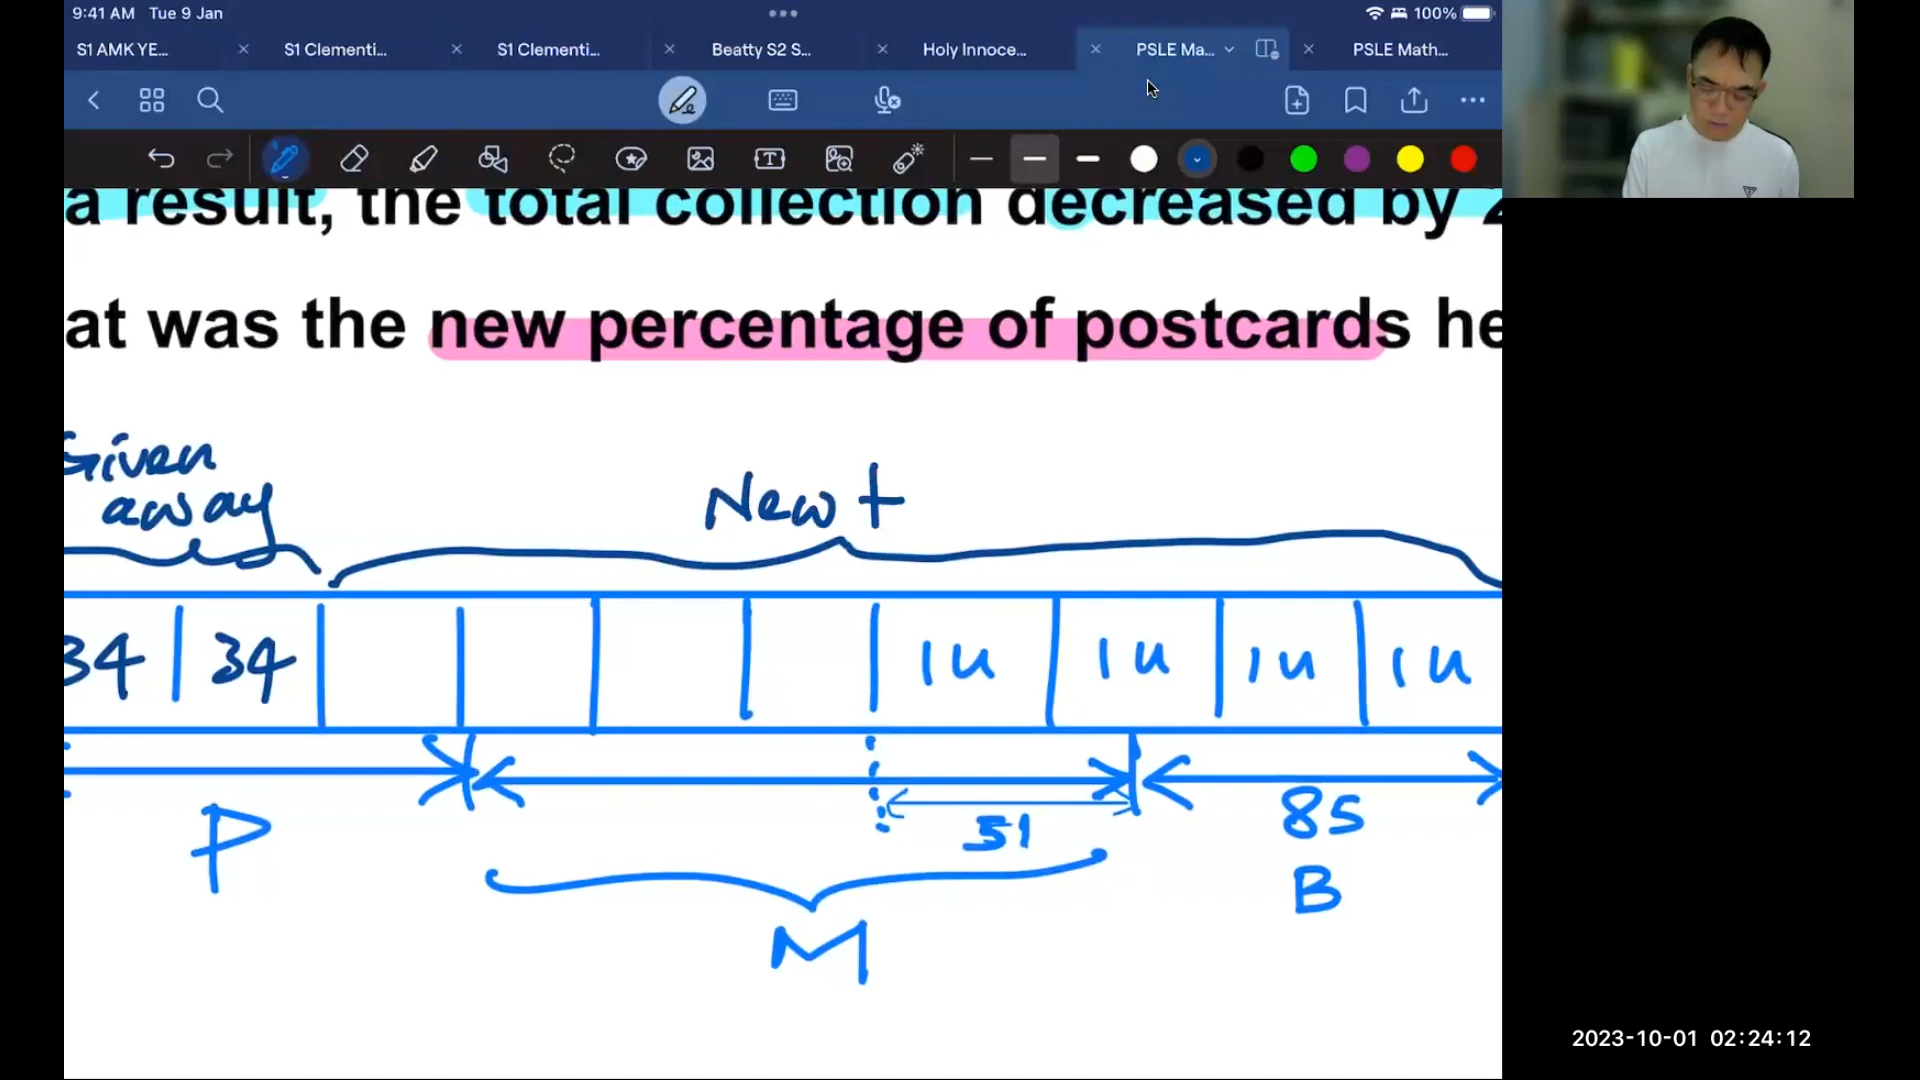 9:41 AM Tue 9 Jan
100%
S1 AMK YE...
S1 Clementi...
S1 Clementi...
Beatty S2 S...
Holy Innoce...
PSLE Ma...
PSLE Math...
a result, the total collection decreased by 2
at was the new percentage of postcards he
Given
away
New t
34 34 1u 1u 1u 1u
51
85
P
B
M
2023-10-01 02:24:12